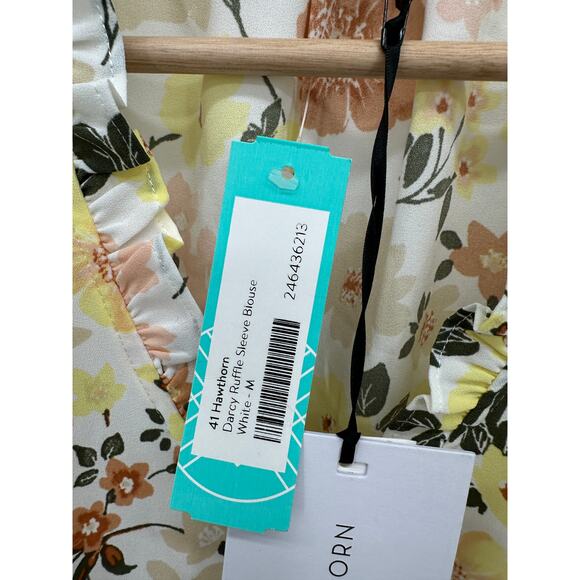 41 Hawthorn
Darcy Ruffle Sleeve Blouse
White - M
246436213
ORN